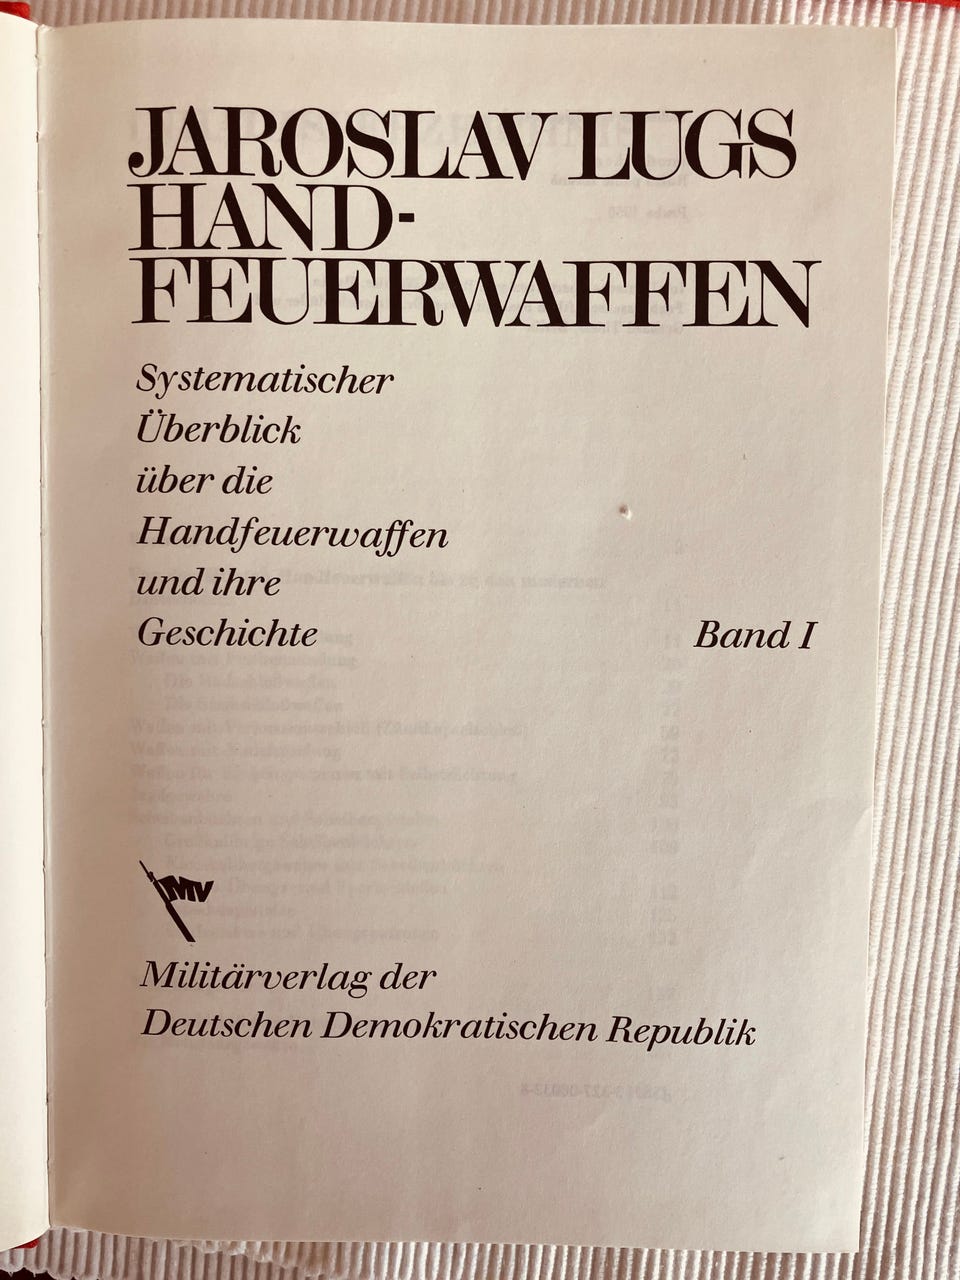 JAROSLAV LUGS
HAND-
FEUERWAFFEN
Systematischer
Überblick
über die
Handfeuerwaffen
und ihre
Geschichte
Band I
MV
Militärverlag der
Deutschen Demokratischen Republik